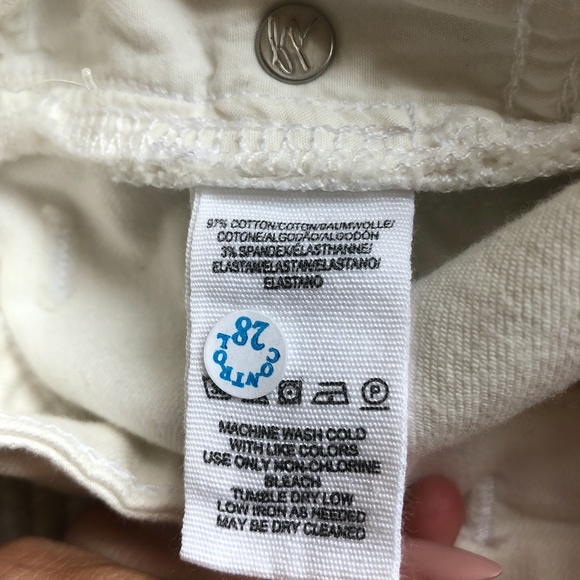 97% COTTON/COTON/BAUMWOLLE/
COTONE/ALGODÃO/ALGODÓN
3% SPANDEX/ÉLASTHANNE/
ELASTAN/ELASTAN/ELASTANO/
ELASTANO
CONTROL
28
P
MACHINE WASH COLD
WITH LIKE COLORS
USE ONLY NON-CHLORINE
BLEACH
TUMBLE DRY LOW
LOW IRON AS NEEDED
MAY BE DRY CLEANED